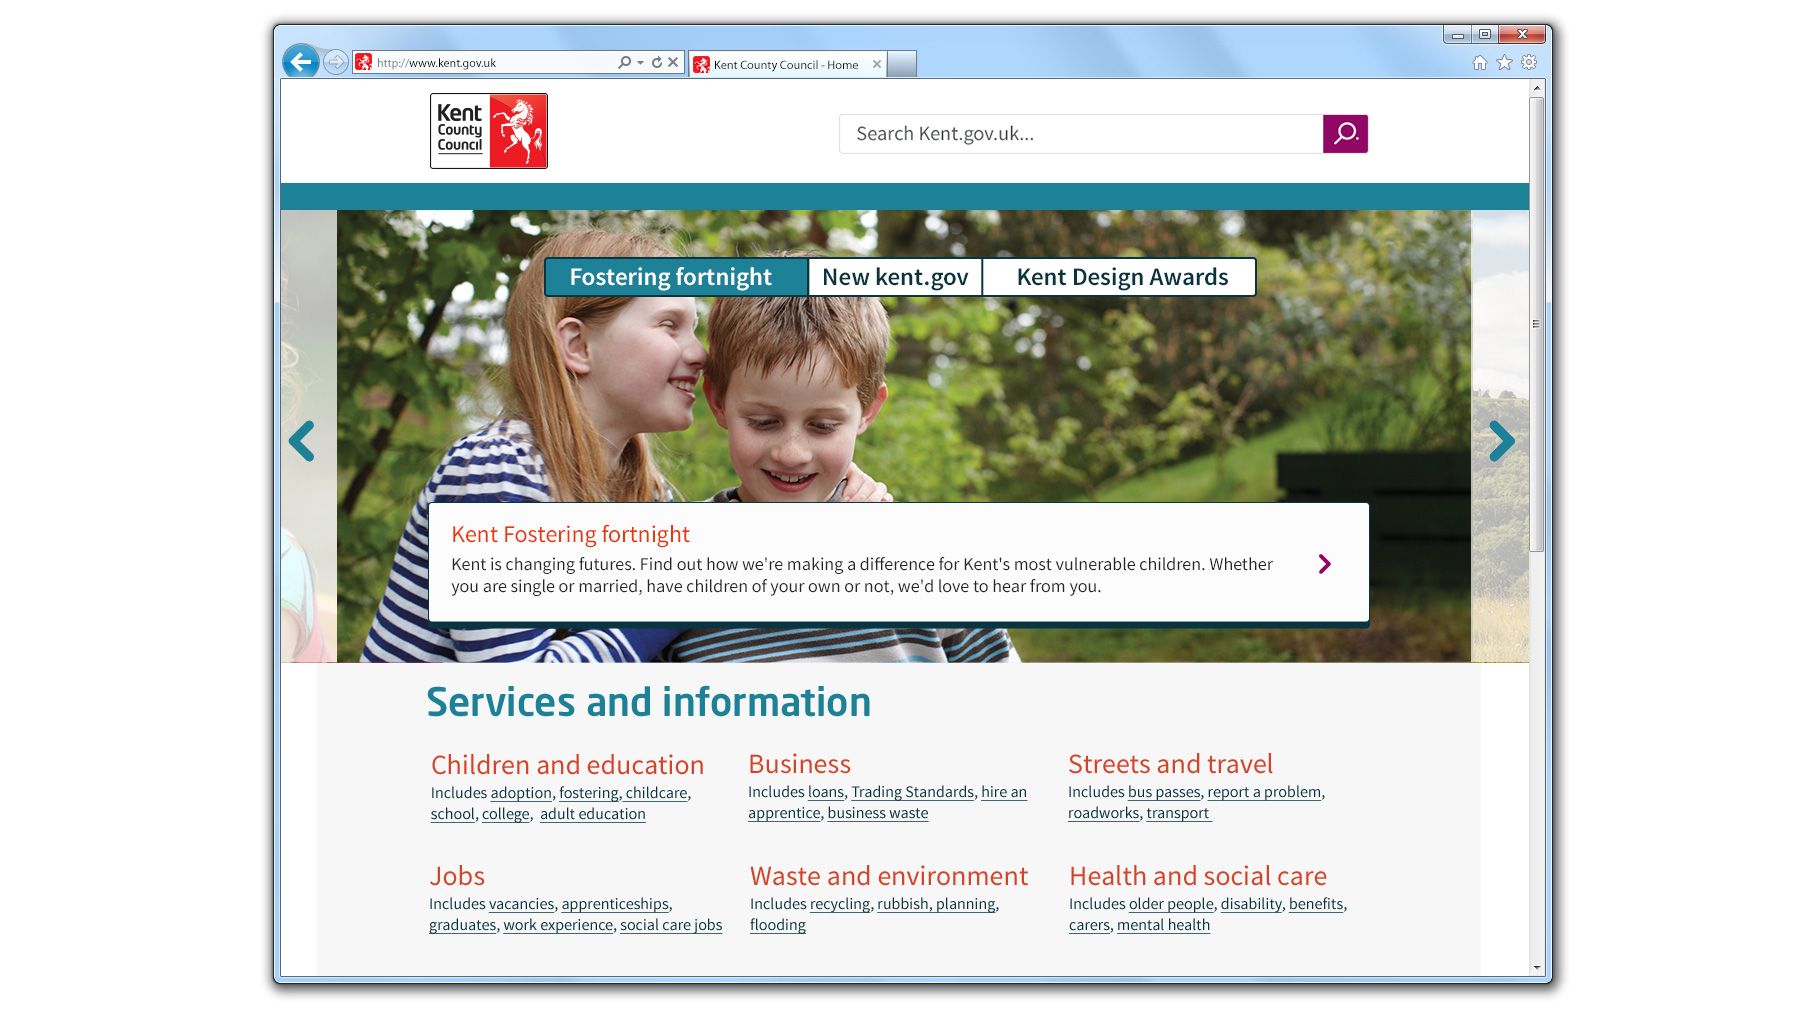 http://www.kent.gov.uk
Kent County Council - Home
Kent
County
Council
Search Kent.gov.uk...
Fostering fortnight
New kent.gov
Kent Design Awards
Kent Fostering fortnight
Kent is changing futures. Find out how we're making a difference for Kent's most vulnerable children. Whether
you are single or married, have children of your own or not, we'd love to hear from you.
Services and information
Children and education
Includes adoption, fostering, childcare,
school, college, adult education
Business
Includes loans, Trading Standards, hire an
apprentice, business waste
Streets and travel
Includes bus passes, report a problem,
roadworks, transport
Jobs
Includes vacancies, apprenticeships,
graduates, work experience, social care jobs
Waste and environment
Includes recycling, rubbish, planning,
flooding
Health and social care
Includes older people, disability, benefits,
carers, mental health